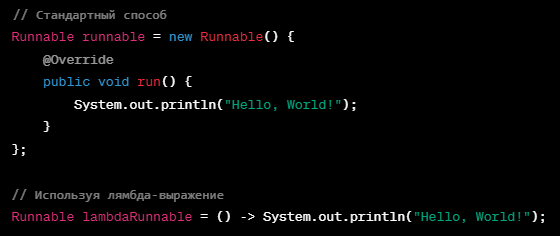 // Стандартный способ
Runnable runnable = new Runnable() {
    @Override
    public void run() {
        System.out.println("Hello, World!");
    }
};

// Используя лямбда-выражение
Runnable lambdaRunnable = () -> System.out.println("Hello, World!");